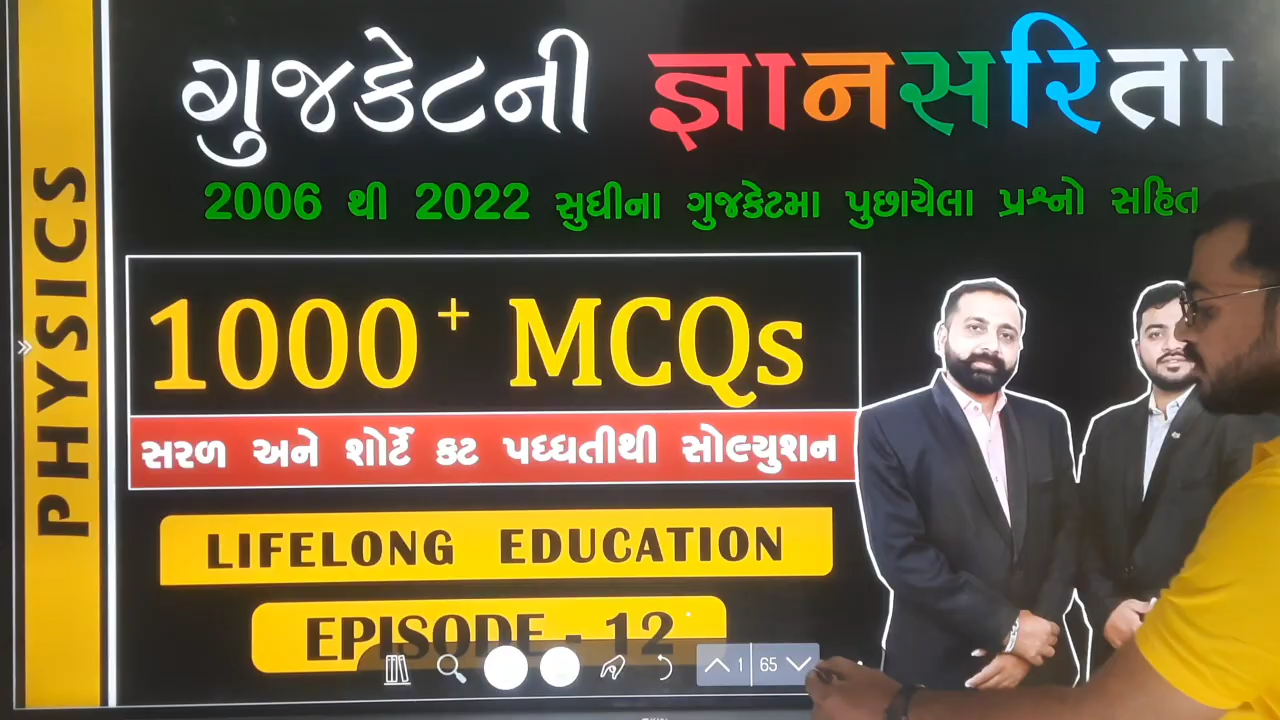 PHYSICS
ગુજકેટની જ્ઞાનસરિતા
2006 થી 2022 સુધીના ગુજકેટમા પુછાયેલા પ્રશ્નો સહિત
1000+ MCQs
સરળ અને શોર્ટ કટ પધ્ધતીથી સોલ્યુશન
LIFELONG EDUCATION
EPISODE - 12
1 65